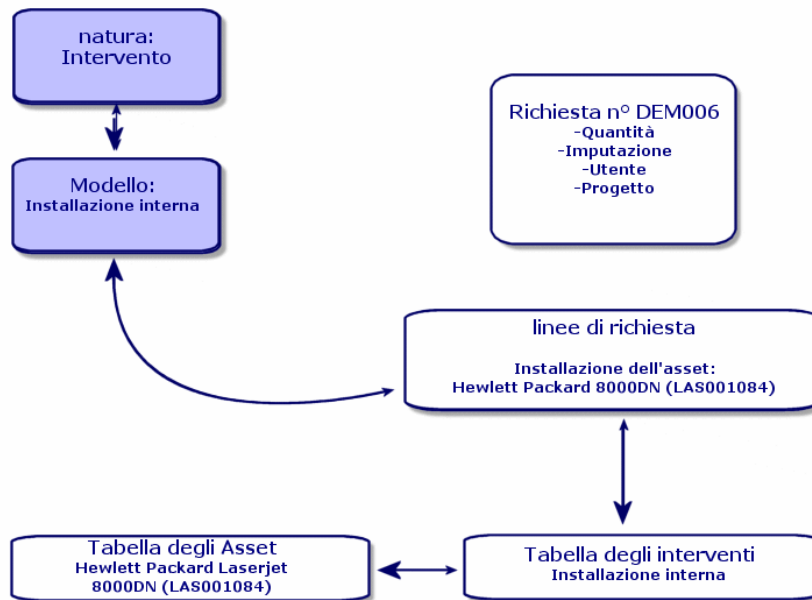 natura:
Intervento
Richiesta nº DEM006
-Quantità
-Imputazione
-Utente
-Progetto
Modello:
Installazione interna
linee di richiesta
Installazione dell'asset:
Hewlett Packard 8000DN (LAS001084)
Tabella degli Asset
Hewlett Packard Laserjet
8000DN (LAS001084)
Tabella degli interventi
Installazione interna